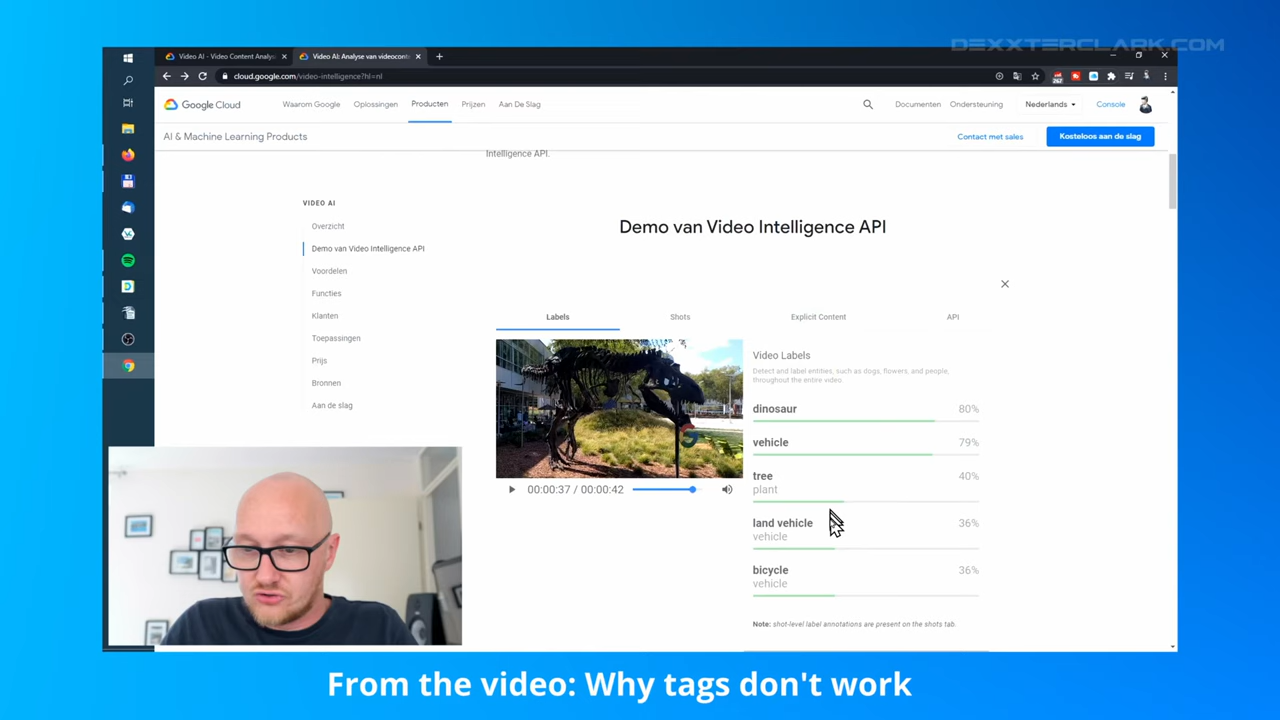 DEXXTERCLARK.COM
Video AI - Video Content Analys
Video AI: Analyse van videocont
cloud.google.com/video-intelligence?hl=nl
Google Cloud
Waarom Google
Oplossingen
Producten
Prijzen
Aan De Slag
Documenten
Ondersteuning
Nederlands
Console
AI & Machine Learning Products
Contact met sales
Kosteloos aan de slag
Intelligence API.
VIDEO AI
Overzicht
Demo van Video Intelligence API
Voordelen
Functies
Klanten
Toepassingen
Prijs
Bronnen
Aan de slag
Demo van Video Intelligence API
Labels
Shots
Explicit Content
API
00:00:37 / 00:00:42
Video Labels
Detect and label entities, such as dogs, flowers, and people,
throughout the entire video.
dinosaur 80%
vehicle 79%
tree 40%
plant
land vehicle 36%
vehicle
bicycle 36%
vehicle
Note: shot-level label annotations are present on the shots tab.
From the video: Why tags don't work